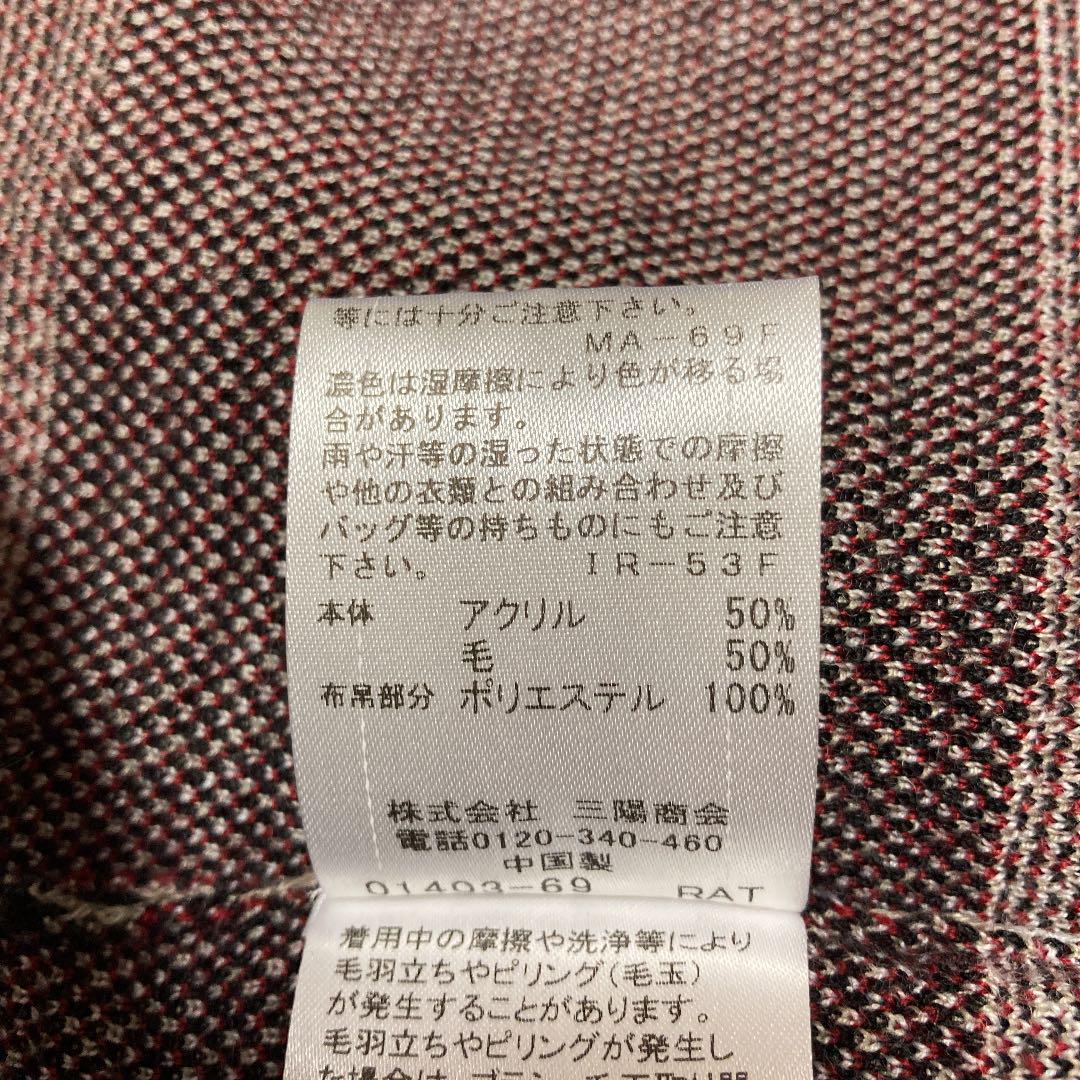 等には十分ご注意下さい。
MA-69F
濃色は湿摩擦により色が移る場
合があります。
雨や汗等の湿った状態での摩擦
や他の衣類との組み合わせ及び
バッグ等の持ちものにもご注意
下さい。 IR-53F
本体 アクリル 50%
毛 50%
布帛部分 ポリエステル 100%
株式会社 三陽商会
電話0120-340-460
中国製
01403-69 RAT
着用中の摩擦や洗浄等により
毛羽立ちやピリング(毛玉)
が発生することがあります。
毛羽立ちやピリングが発生し
た場合は、ブラシ